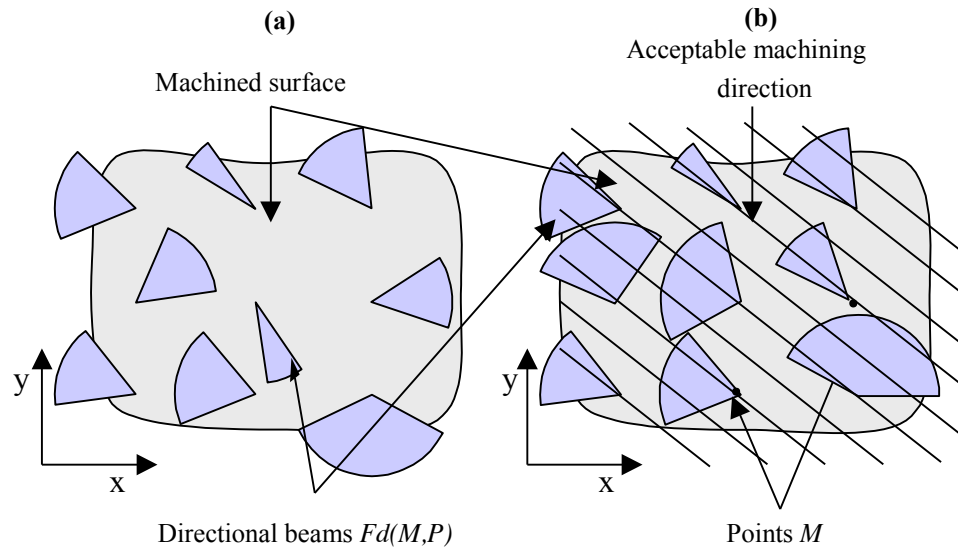 (a)
(b)
Machined surface
Acceptable machining
direction
y
x
y
x
Directional beams Fd(M,P)
Points M